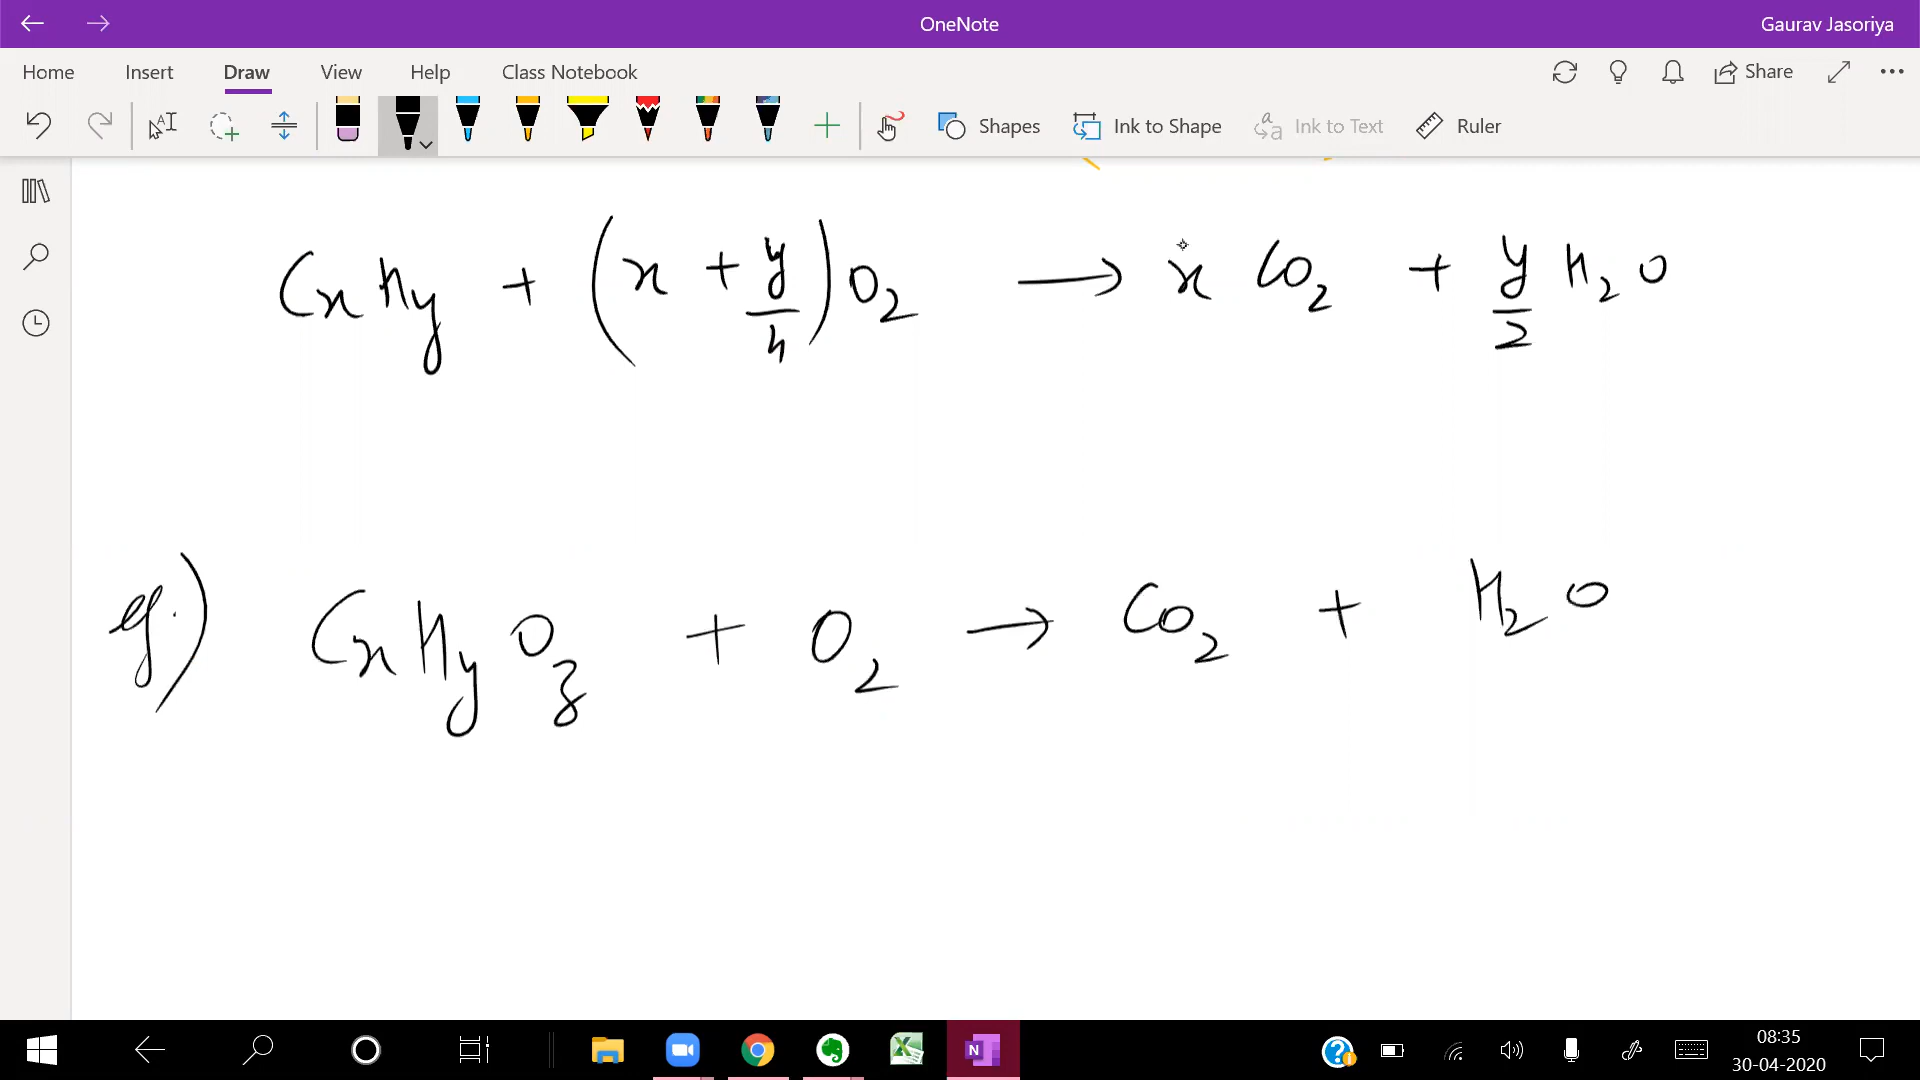 OneNote
Gaurav Jasoriya
Home Insert Draw View Help Class Notebook
Share
Shapes Ink to Shape Ink to Text Ruler
CxHy + (x + y/4)O2 → x CO2 + y/2 H2O
eg.) CxHyOz + O2 → CO2 + H2O
08:35
30-04-2020